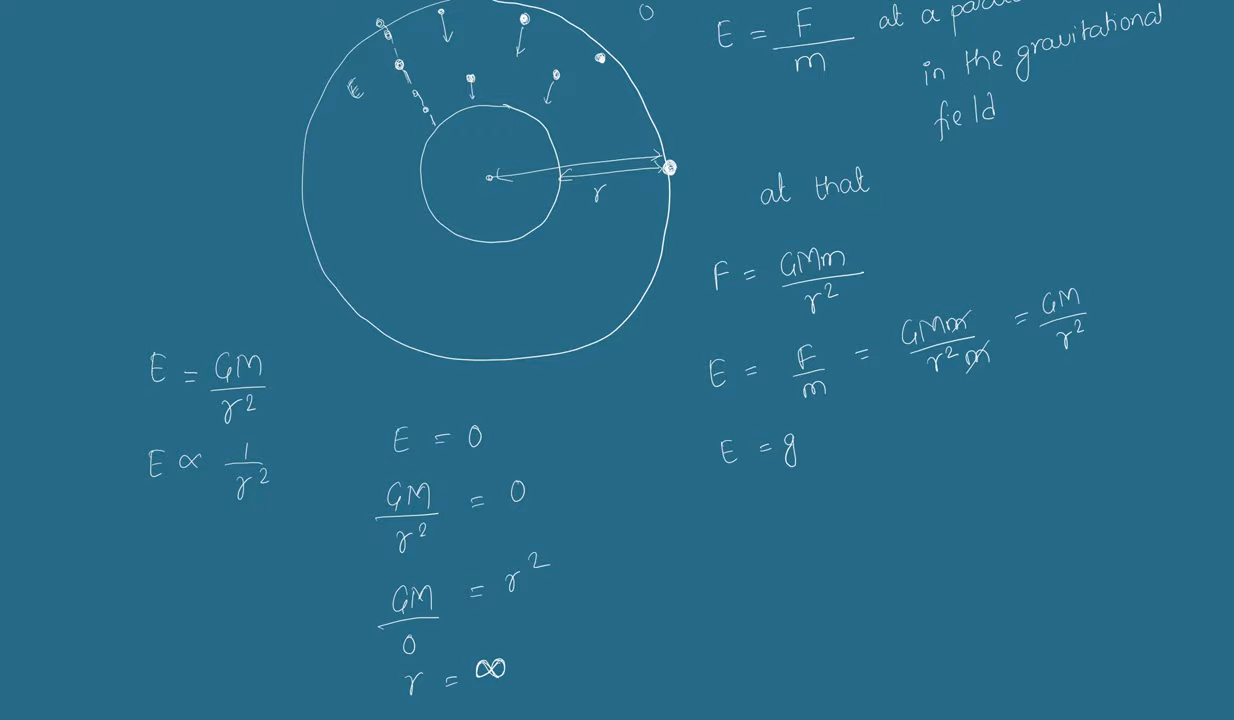 0
E = F/m at a
in the gravitational
field
E
r
at that
F = GMm/r²
E = F/m = GMm/r²m = GM/r²
E = g
E = GM/r²
E ∝ 1/r²
E = 0
GM/r² = 0
GM/0 = r²
r = ∞